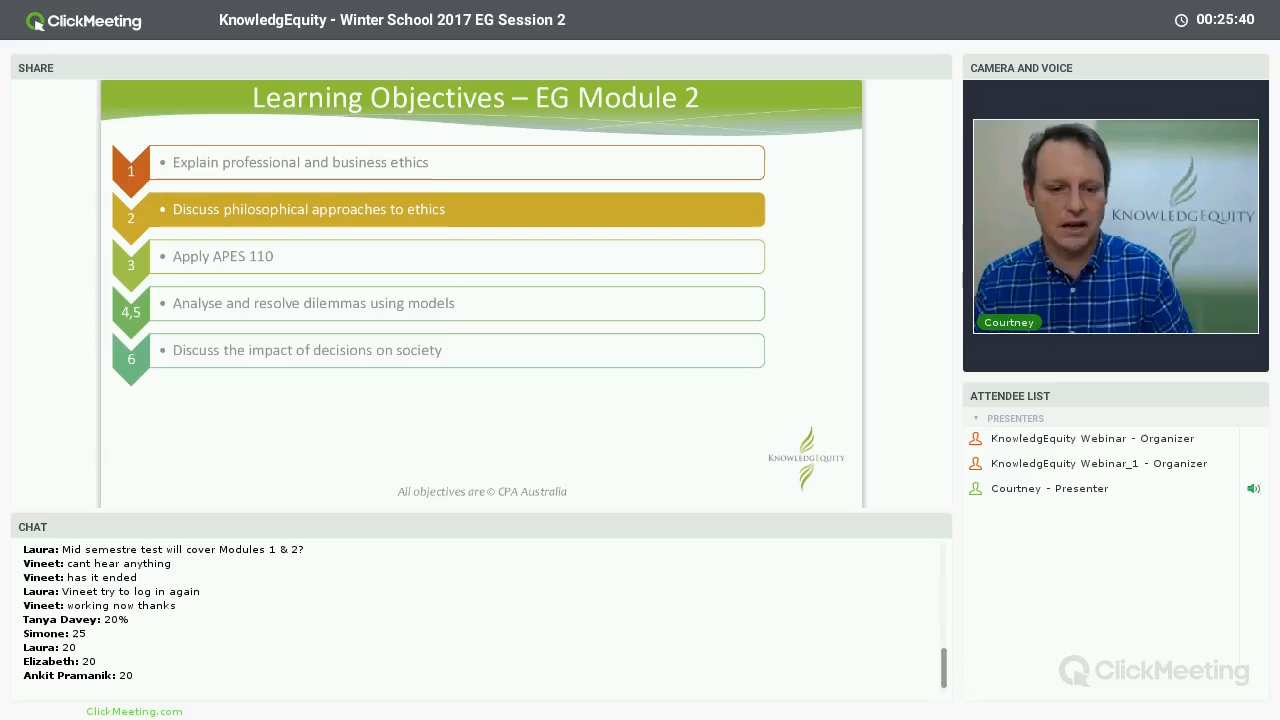 ClickMeeting
KnowledgEquity - Winter School 2017 EG Session 2
00:25:40
SHARE
Learning Objectives – EG Module 2
1
• Explain professional and business ethics
2
• Discuss philosophical approaches to ethics
3
• Apply APES 110
4,5
• Analyse and resolve dilemmas using models
6
• Discuss the impact of decisions on society
KNOWLEDGEQUITY
All objectives are © CPA Australia
CAMERA AND VOICE
KNOWLEDGEQUITY
Courtney
ATTENDEE LIST
PRESENTERS
KnowledgEquity Webinar - Organizer
KnowledgEquity Webinar_1 - Organizer
Courtney - Presenter
CHAT
Laura: Mid semestre test will cover Modules 1 & 2?
Vineet: cant hear anything
Vineet: has it ended
Laura: Vineet try to log in again
Vineet: working now thanks
Tanya Davey: 20%
Simone: 25
Laura: 20
Elizabeth: 20
Ankit Pramanik: 20
ClickMeeting
ClickMeeting.com